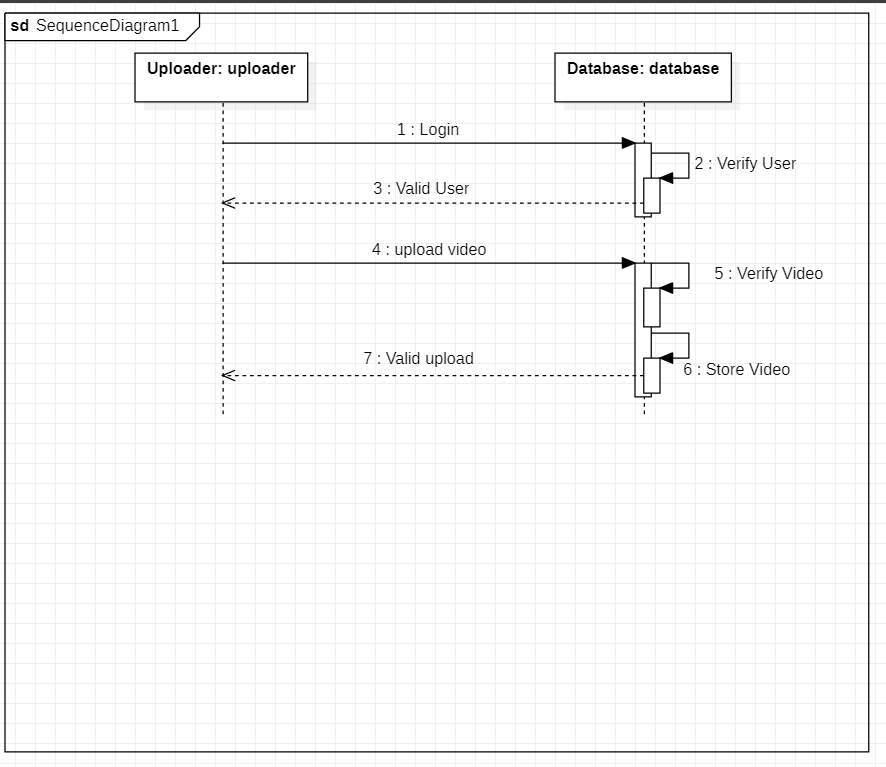 sd SequenceDiagram1
Uploader: uploader
Database: database
1 : Login
2 : Verify User
3 : Valid User
4 : upload video
5 : Verify Video
7 : Valid upload
6 : Store Video